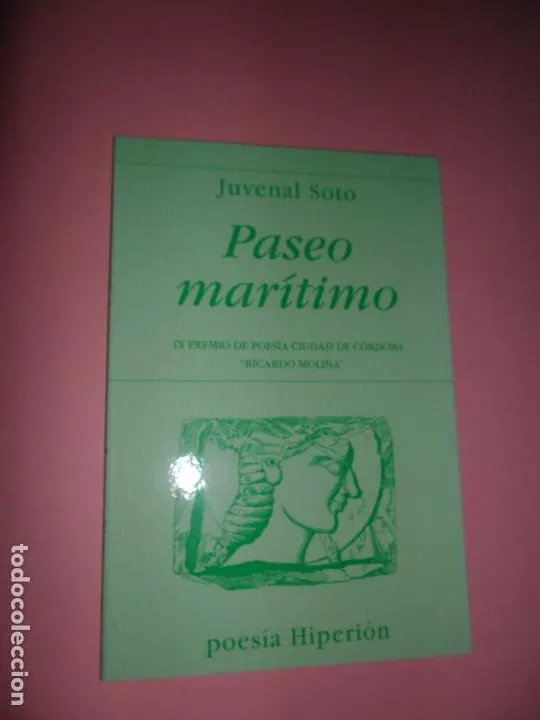 Juvenal Soto
Paseo
marítimo
IX PREMIO DE POESÍA CIUDAD DE CÓRDOBA
"RICARDO MOLINA"
poesía Hiperión
todocoleccion